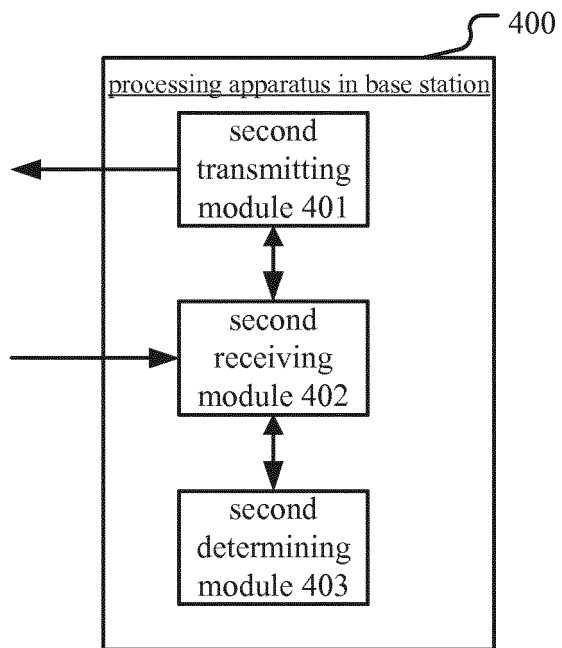 400
processing apparatus in base station
second
transmitting
module 401
second
receiving
module 402
second
determining
module 403